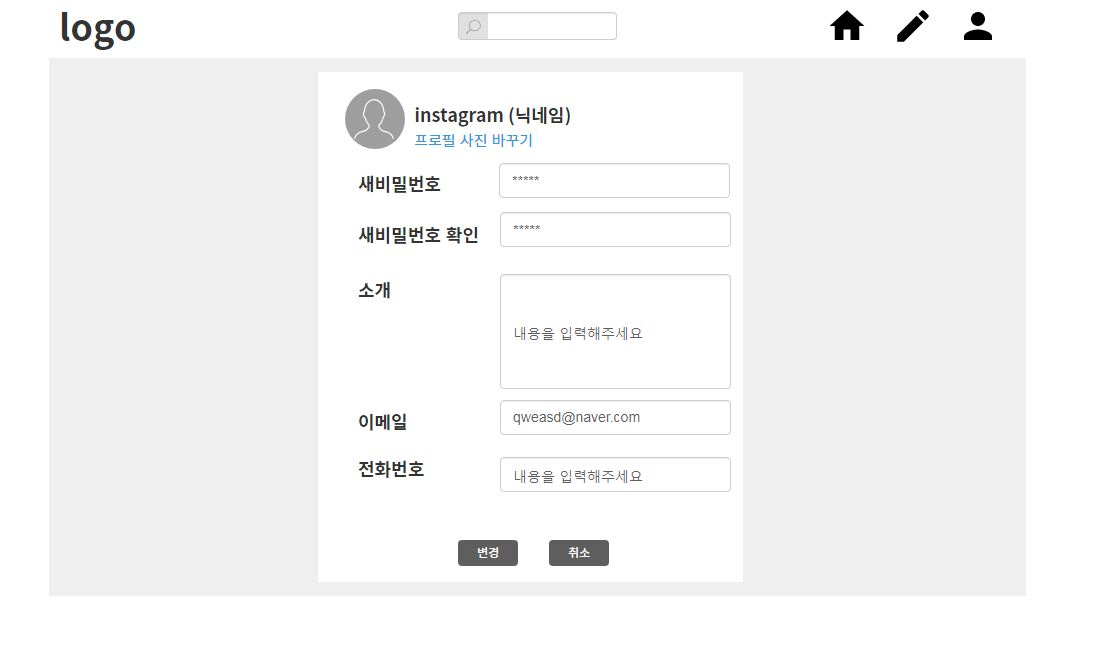 logo
instagram (닉네임)
프로필 사진 바꾸기
새비밀번호
*****
새비밀번호 확인
*****
소개
내용을 입력해주세요
이메일
qweasd@naver.com
전화번호
내용을 입력해주세요
변경
취소